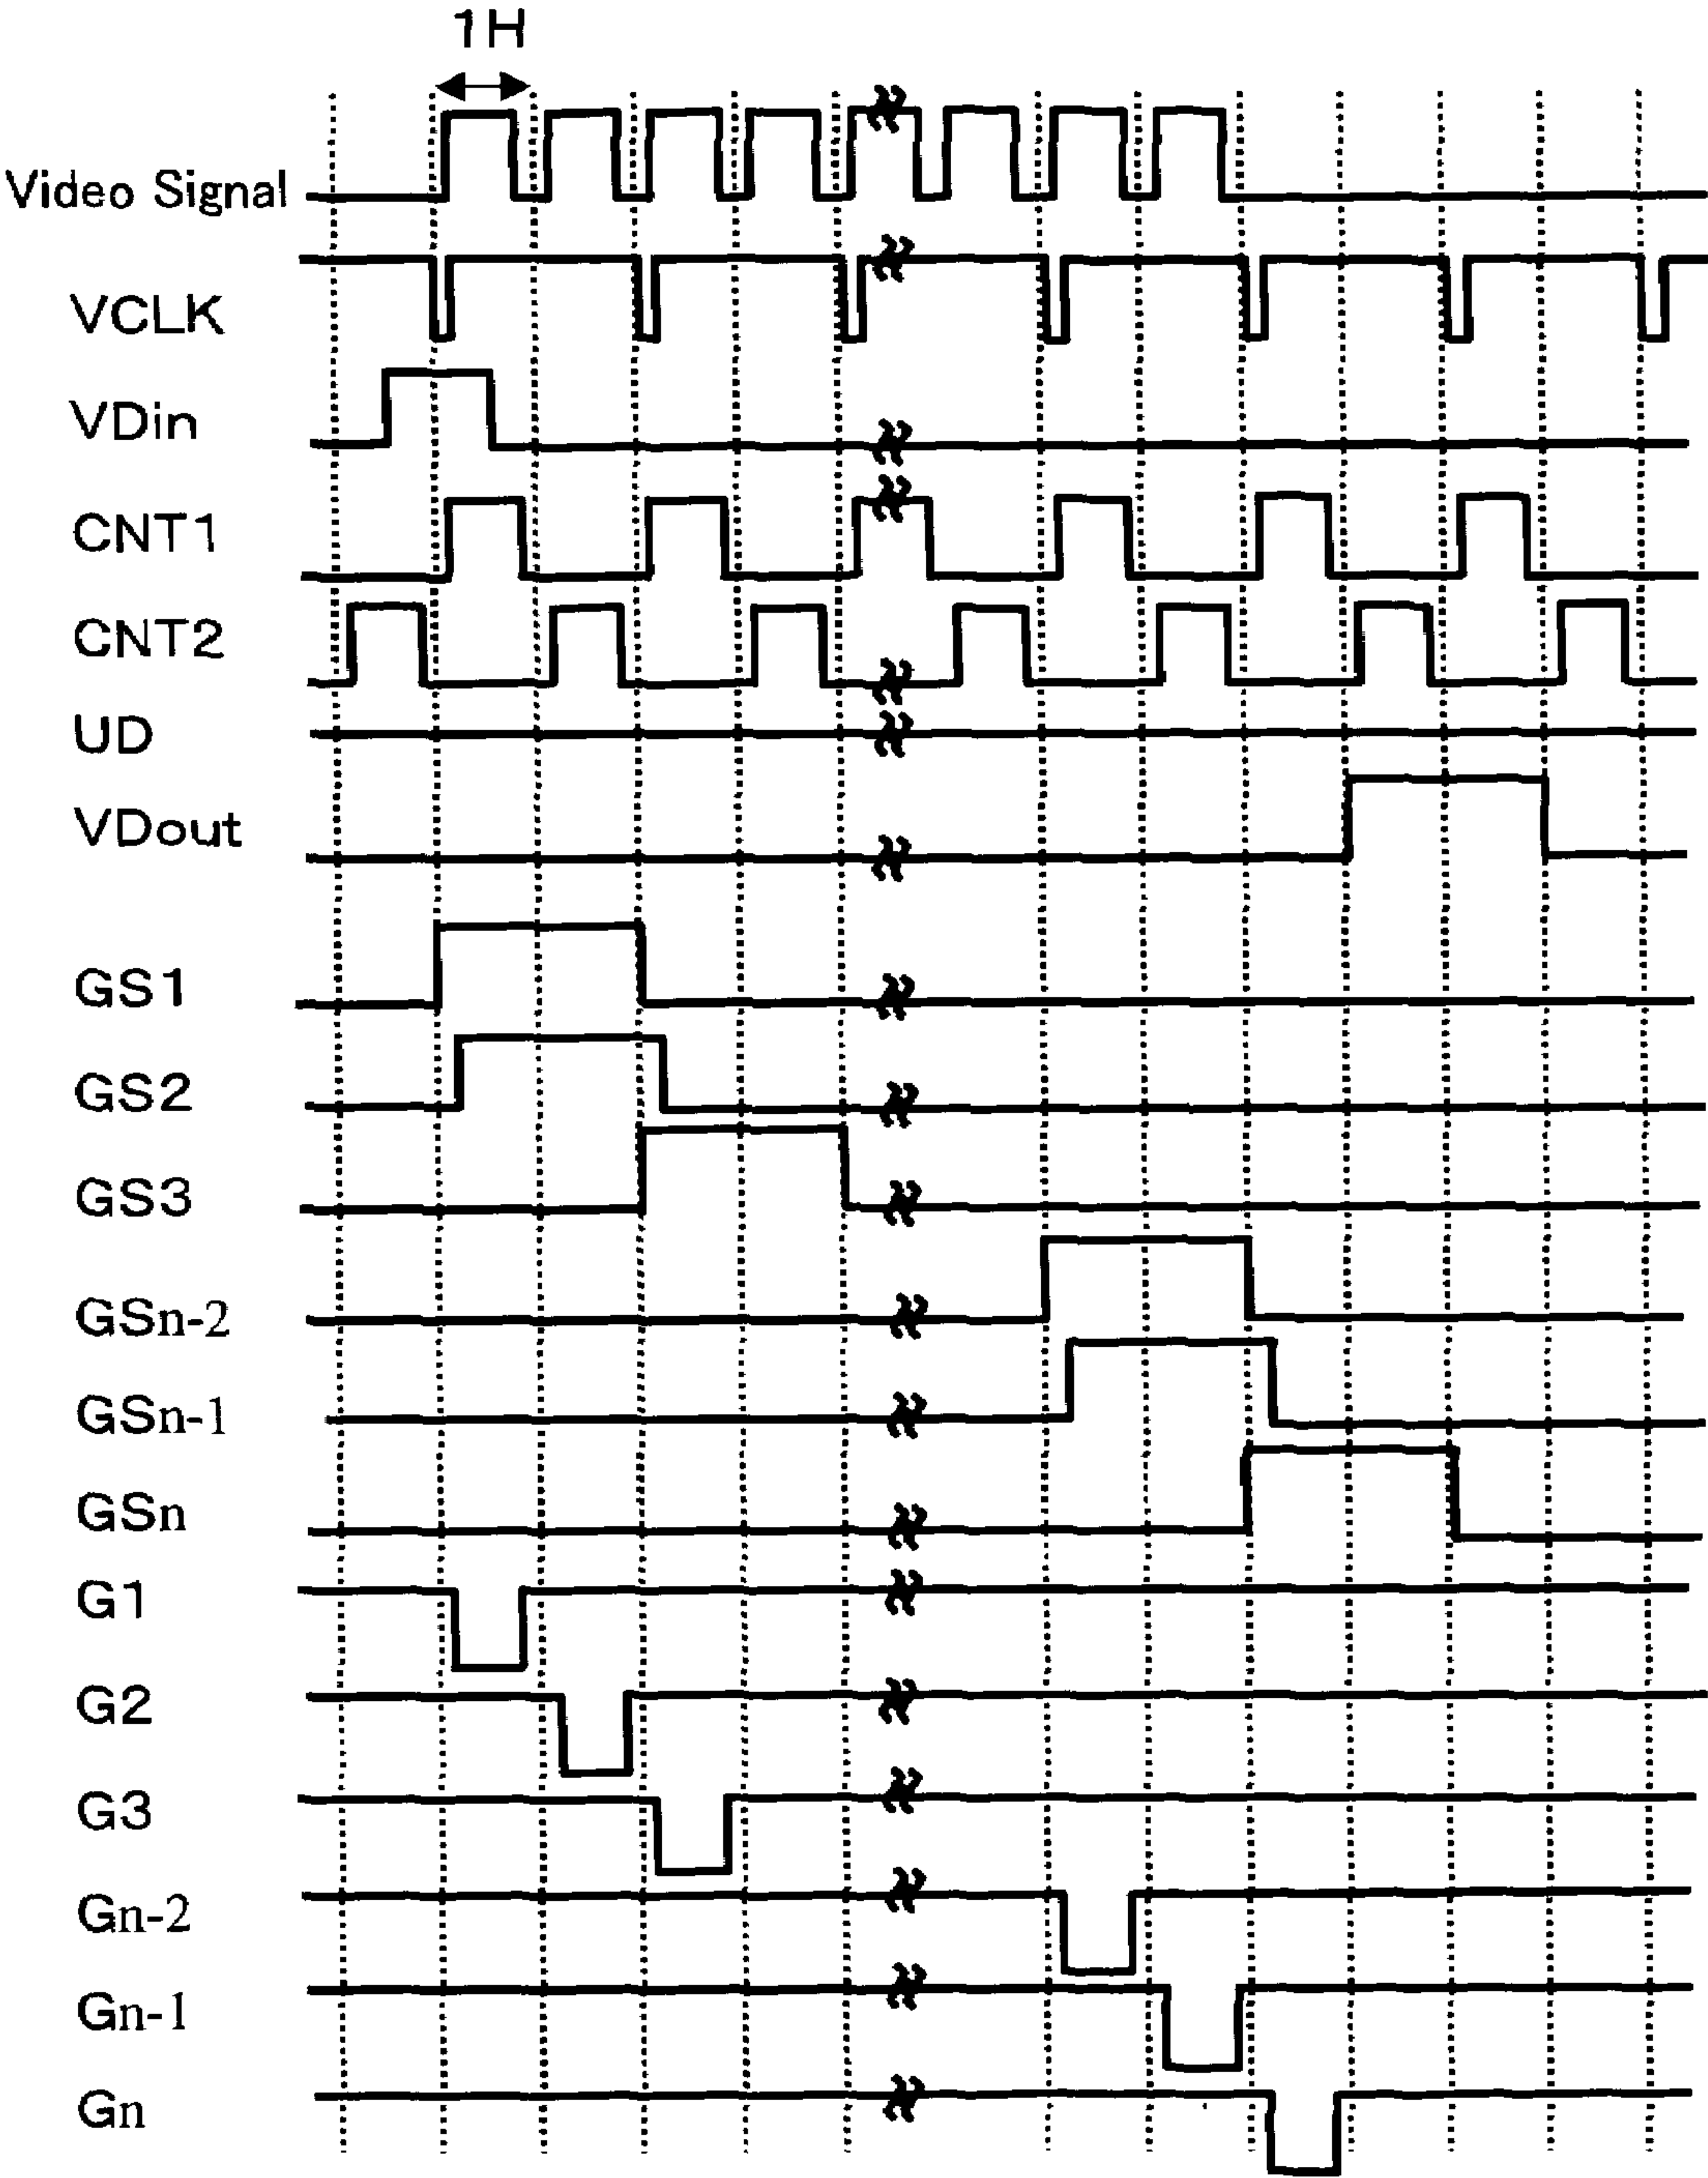 1H
Video Signal
VCLK
VDin
CNT1
CNT2
UD
VDout
GS1
GS2
GS3
GSn-2
GSn-1
GSn
G1
G2
G3
Gn-2
Gn-1
Gn